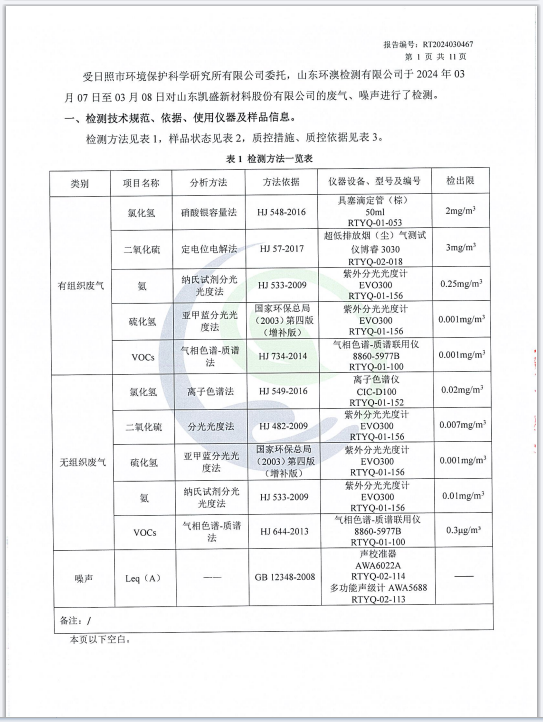 报告编号：RT2024030467
第 1 页 共 11 页
受日照市环境保护科学研究所有限公司委托，山东环澳检测有限公司于 2024 年 03
月 07 日至 03 月 08 日对山东凯盛新材料股份有限公司的废气、噪声进行了检测。
一、检测技术规范、依据、使用仪器及样品信息。
检测方法见表 1，样品状态见表 2，质控措施、质控依据见表 3。
表 1 检测方法一览表
类别 项目名称 分析方法 方法依据 仪器设备、型号及编号 检出限
有组织废气
氯化氢 硝酸银容量法 HJ 548-2016 具塞滴定管（棕）
50ml
RTYQ-01-053 2mg/m³
二氧化硫 定电位电解法 HJ 57-2017 超低排放烟（尘）气测试
仪博睿 3030
RTYQ-02-018 3mg/m³
氨 纳氏试剂分光
光度法 HJ 533-2009 紫外分光光度计
EVO300
RTYQ-01-156 0.25mg/m³
硫化氢 亚甲蓝分光光
度法 国家环保总局
（2003）第四版
（增补版） 紫外分光光度计
EVO300
RTYQ-01-156 0.001mg/m³
VOCs 气相色谱-质谱
法 HJ 734-2014 气相色谱-质谱联用仪
8860-5977B
RTYQ-01-100 0.001mg/m³
无组织废气
氯化氢 离子色谱法 HJ 549-2016 离子色谱仪
CIC-D100
RTYQ-01-152 0.02mg/m³
二氧化硫 分光光度法 HJ 482-2009 紫外分光光度计
EVO300
RTYQ-01-156 0.007mg/m³
硫化氢 亚甲蓝分光光
度法 国家环保总局
（2003）第四版
（增补版） 紫外分光光度计
EVO300
RTYQ-01-156 0.001mg/m³
氨 纳氏试剂分光
光度法 HJ 533-2009 紫外分光光度计
EVO300
RTYQ-01-156 0.01mg/m³
VOCs 气相色谱-质谱
法 HJ 644-2013 气相色谱-质谱联用仪
8860-5977B
RTYQ-01-100 0.3μg/m³
噪声 Leq（A） —— GB 12348-2008 声校准器
AWA6022A
RTYQ-02-114
多功能声级计 AWA5688
RTYQ-02-113 ——
备注：/
本页以下空白。